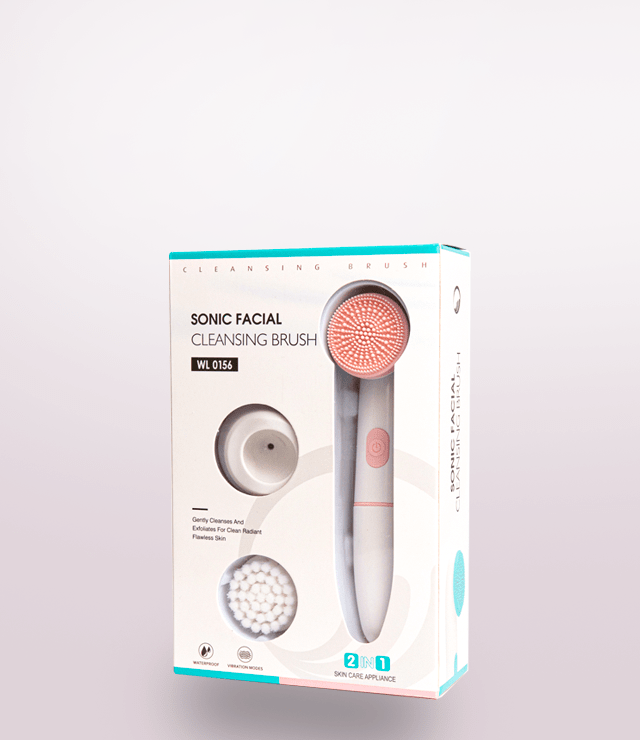 CLEANSING BRUSH
SONIC FACIAL
CLEANSING BRUSH
WL 0156
Gently Cleanses And
Exfoliates For Clean Radiant
Flawless Skin
WATERPROOF
VIBRATION MODES
2 IN 1
SKIN CARE APPLIANCE
SONIC FACIAL
CLEANSING BRUSH